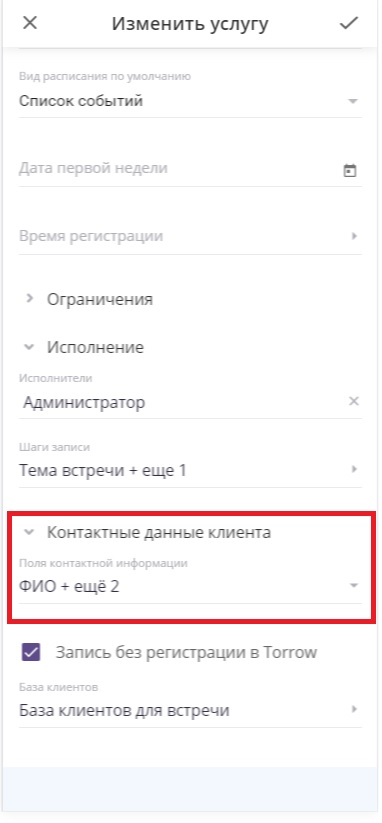 Изменить услугу
Вид расписания по умолчанию
Список событий
Дата первой недели
Время регистрации
Ограничения
Исполнение
Исполнители
Администратор
Шаги записи
Тема встречи + еще 1
Контактные данные клиента
Поля контактной информации
ФИО + ещё 2
Запись без регистрации в Torrow
База клиентов
База клиентов для встречи